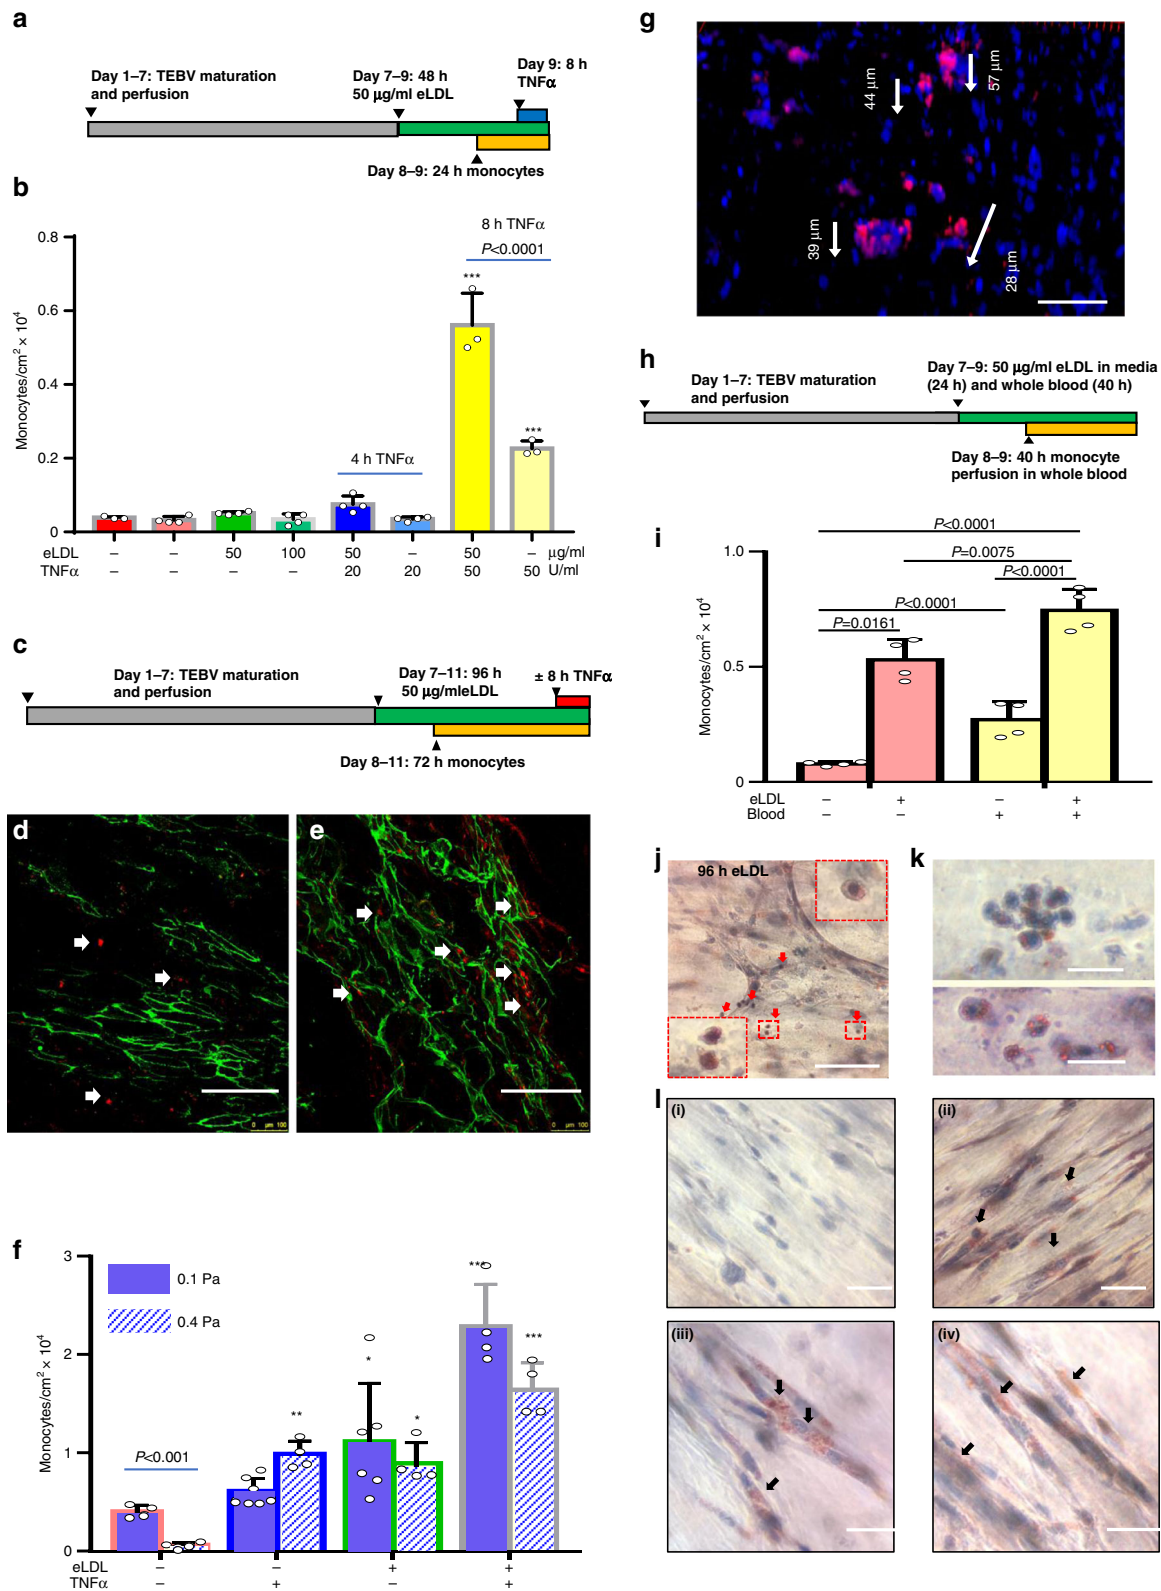 a
Day 1–7: TEBV maturation
and perfusion
Day 7–9: 48 h
50 µg/ml eLDL
Day 9: 8 h
TNFα
Day 8–9: 24 h monocytes
b
Monocytes/cm² × 10⁴
0.8
0.6
0.4
0.2
0
4 h TNFα
8 h TNFα
P<0.0001
***
***
eLDL – – 50 100 50 – 50 – µg/ml
TNFα – – – – 20 20 50 50 U/ml
c
Day 1–7: TEBV maturation
and perfusion
Day 7–11: 96 h
50 µg/mleLDL
± 8 h TNFα
Day 8–11: 72 h monocytes
d
0 µm 100
e
0 µm 100
f
Monocytes/cm² × 10⁴
3
2
1
0
0.1 Pa
0.4 Pa
P<0.001
**
*
*
***
***
eLDL – – + +
TNFα – + – +
g
44 µm
57 µm
39 µm
28 µm
h
Day 1–7: TEBV maturation
and perfusion
Day 7–9: 50 µg/ml eLDL in media
(24 h) and whole blood (40 h)
Day 8–9: 40 h monocyte
perfusion in whole blood
i
Monocytes/cm² × 10⁴
1.0
0.5
0
P<0.0001
P=0.0075
P<0.0001
P<0.0001
P=0.0161
eLDL – + – +
Blood – – + +
j
96 h eLDL
k
l
(i)
(ii)
(iii)
(iv)